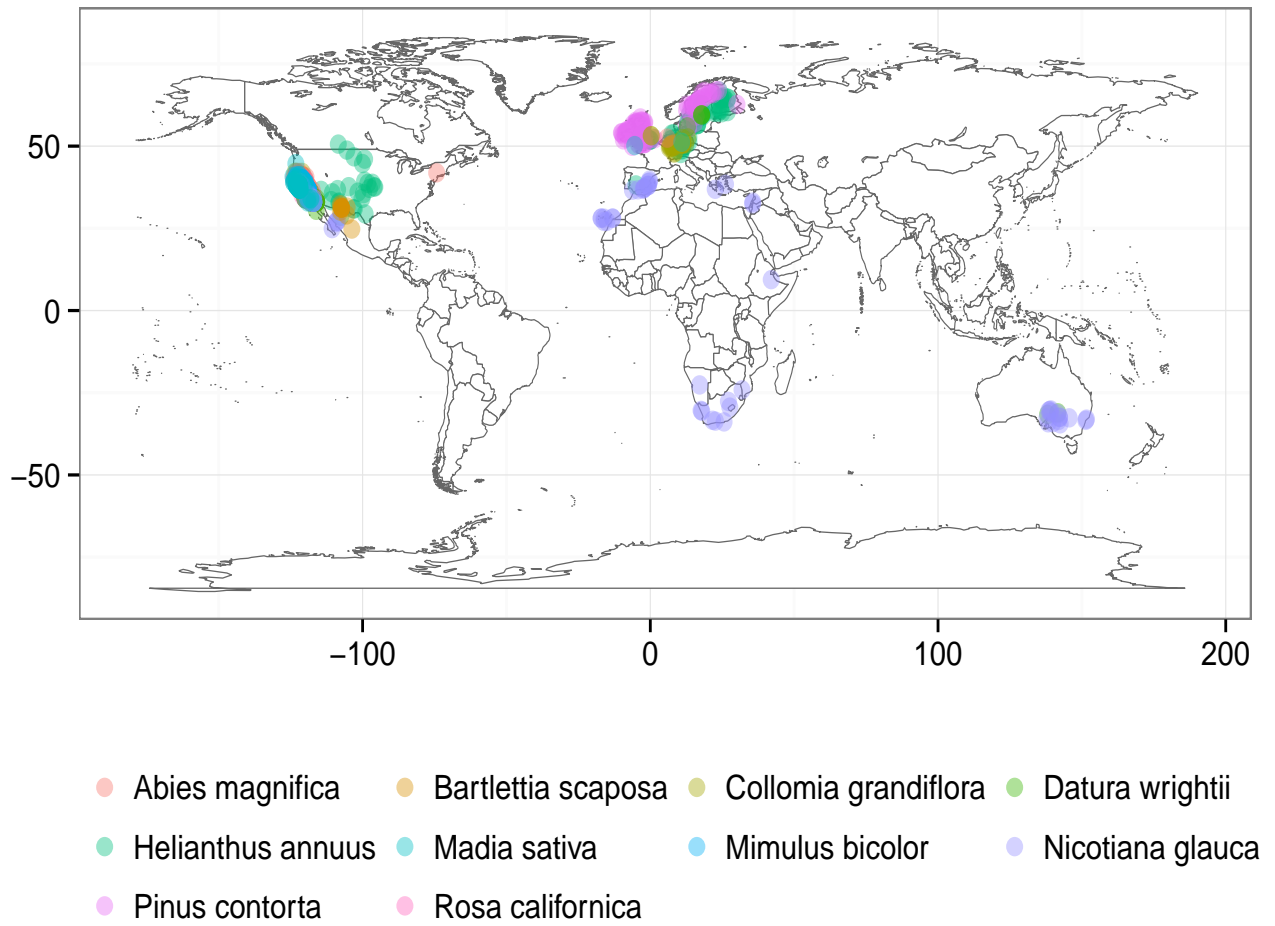 50
0
−50
−100 0 100 200
Abies magnifica Bartlettia scaposa Collomia grandiflora Datura wrightii
Helianthus annuus Madia sativa Mimulus bicolor Nicotiana glauca
Pinus contorta Rosa californica